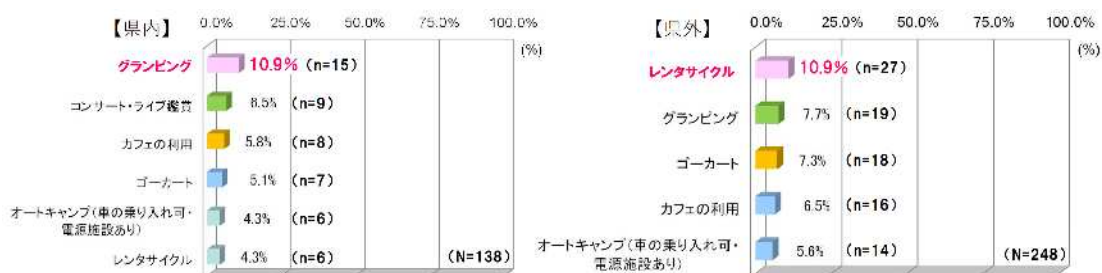 【県内】
0.0% 25.0% 50.0% 75.0% 100.0%
(%)
グランピング 10.9% (n=15)
コンサート・ライブ鑑賞 6.5% (n=9)
カフェの利用 5.8% (n=8)
ゴーカート 5.1% (n=7)
オートキャンプ(車の乗り入れ可・
電源施設あり) 4.3% (n=6)
レンタサイクル 4.3% (n=6)
(N=138)
【県外】
0.0% 25.0% 50.0% 75.0% 100.0%
(%)
レンタサイクル 10.9% (n=27)
グランピング 7.7% (n=19)
ゴーカート 7.3% (n=18)
カフェの利用 6.5% (n=16)
オートキャンプ(車の乗り入れ可・
電源施設あり) 5.6% (n=14)
(N=248)